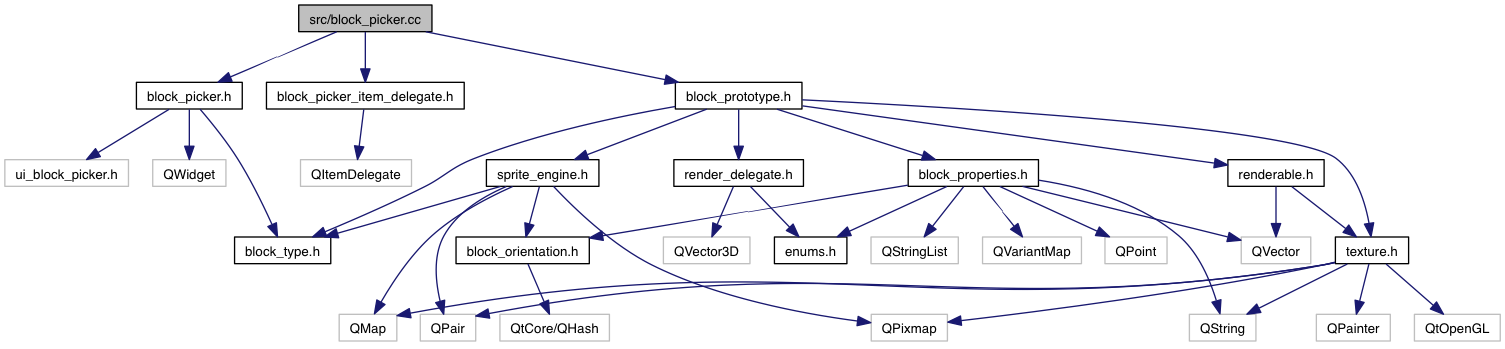 src/block_picker.cc
block_picker.h
block_picker_item_delegate.h
block_prototype.h
ui_block_picker.h
QWidget
QItemDelegate
sprite_engine.h
render_delegate.h
block_properties.h
renderable.h
block_type.h
block_orientation.h
QVector3D
enums.h
QStringList
QVariantMap
QPoint
QVector
texture.h
QMap
QPair
QtCore/QHash
QPixmap
QString
QPainter
QtOpenGL